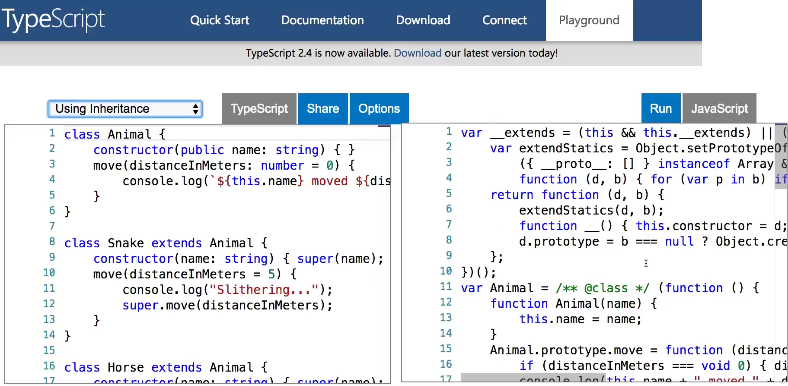 TypeScript
Quick Start Documentation Download Connect Playground
TypeScript 2.4 is now available. Download our latest version today!
Using Inheritance TypeScript Share Options
1 class Animal {
2     constructor(public name: string) { }
3     move(distanceInMeters: number = 0) {
4         console.log(`${this.name} moved ${dis
5     }
6 }
7
8 class Snake extends Animal {
9     constructor(name: string) { super(name);
10     move(distanceInMeters = 5) {
11         console.log("Slithering...");
12         super.move(distanceInMeters);
13     }
14 }
15
16 class Horse extends Animal {
17     constructor(name: string) { super(name);
Run JavaScript
1 var __extends = (this && this.__extends) || (
2     var extendStatics = Object.setPrototypeOf
3         ({ __proto__: [] } instanceof Array &
4         function (d, b) { for (var p in b) if
5     return function (d, b) {
6         extendStatics(d, b);
7         function __() { this.constructor = d;
8         d.prototype = b === null ? Object.cre
9     };
10 })();
11 var Animal = /** @class */ (function () {
12     function Animal(name) {
13         this.name = name;
14     }
15     Animal.prototype.move = function (distanc
16         if (distanceInMeters === void 0) { di
17         console.log(this.name + " moved " + d